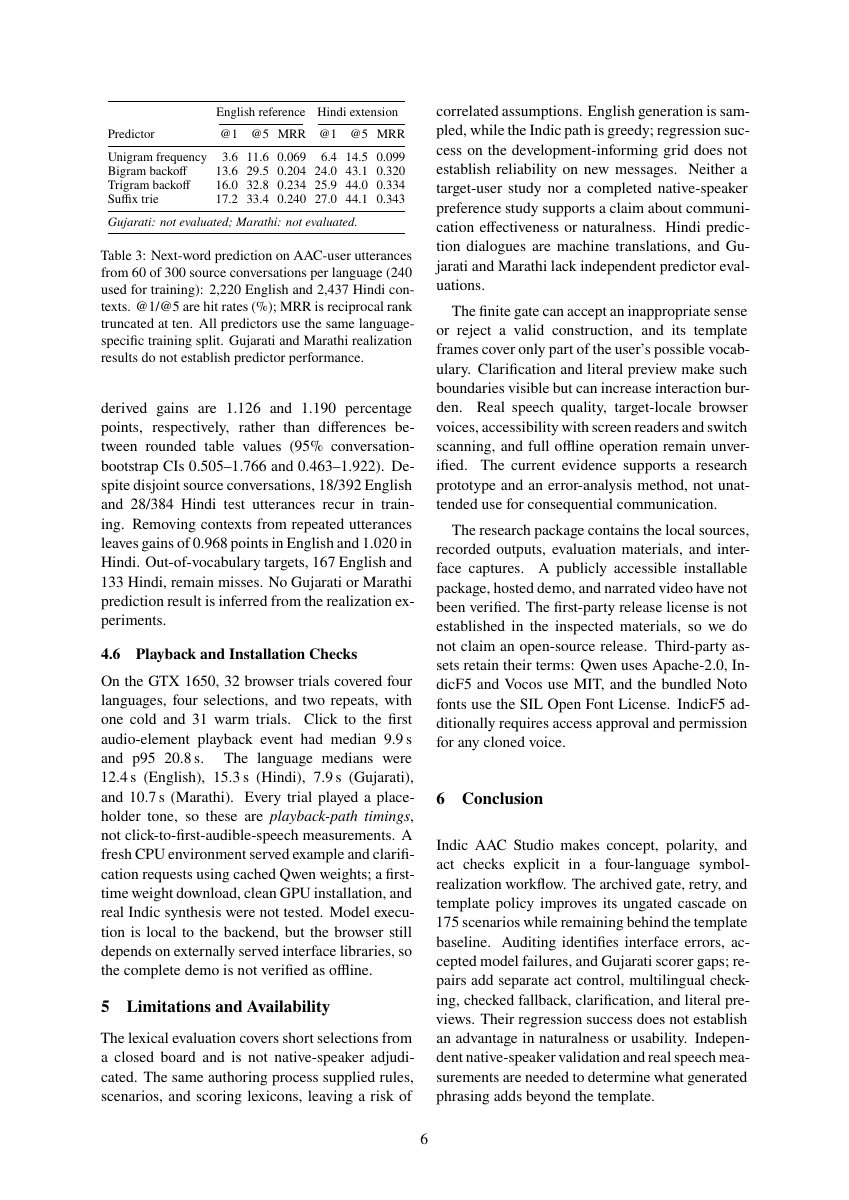 English reference Hindi extension
Predictor @1 @5 MRR @1 @5 MRR
Unigram frequency 3.6 11.6 0.069 6.4 14.5 0.099
Bigram backoff 13.6 29.5 0.204 24.0 43.1 0.320
Trigram backoff 16.0 32.8 0.234 25.9 44.0 0.334
Suffix trie 17.2 33.4 0.240 27.0 44.1 0.343
Gujarati: not evaluated; Marathi: not evaluated.
Table 3: Next-word prediction on AAC-user utterances
from 60 of 300 source conversations per language (240
used for training): 2,220 English and 2,437 Hindi con-
texts. @1/@5 are hit rates (%); MRR is reciprocal rank
truncated at ten. All predictors use the same language-
specific training split. Gujarati and Marathi realization
results do not establish predictor performance.
derived gains are 1.126 and 1.190 percentage
points, respectively, rather than differences be-
tween rounded table values (95% conversation-
bootstrap CIs 0.505–1.766 and 0.463–1.922). De-
spite disjoint source conversations, 18/392 English
and 28/384 Hindi test utterances recur in train-
ing. Removing contexts from repeated utterances
leaves gains of 0.968 points in English and 1.020 in
Hindi. Out-of-vocabulary targets, 167 English and
133 Hindi, remain misses. No Gujarati or Marathi
prediction result is inferred from the realization ex-
periments.
4.6 Playback and Installation Checks
On the GTX 1650, 32 browser trials covered four
languages, four selections, and two repeats, with
one cold and 31 warm trials. Click to the first
audio-element playback event had median 9.9 s
and p95 20.8 s. The language medians were
12.4 s (English), 15.3 s (Hindi), 7.9 s (Gujarati),
and 10.7 s (Marathi). Every trial played a place-
holder tone, so these are playback-path timings,
not click-to-first-audible-speech measurements. A
fresh CPU environment served example and clarifi-
cation requests using cached Qwen weights; a first-
time weight download, clean GPU installation, and
real Indic synthesis were not tested. Model execu-
tion is local to the backend, but the browser still
depends on externally served interface libraries, so
the complete demo is not verified as offline.
5 Limitations and Availability
The lexical evaluation covers short selections from
a closed board and is not native-speaker adjudi-
cated. The same authoring process supplied rules,
scenarios, and scoring lexicons, leaving a risk of
correlated assumptions. English generation is sam-
pled, while the Indic path is greedy; regression suc-
cess on the development-informing grid does not
establish reliability on new messages. Neither a
target-user study nor a completed native-speaker
preference study supports a claim about communi-
cation effectiveness or naturalness. Hindi predic-
tion dialogues are machine translations, and Gu-
jarati and Marathi lack independent predictor eval-
uations.
The finite gate can accept an inappropriate sense
or reject a valid construction, and its template
frames cover only part of the user's possible vocab-
ulary. Clarification and literal preview make such
boundaries visible but can increase interaction bur-
den. Real speech quality, target-locale browser
voices, accessibility with screen readers and switch
scanning, and full offline operation remain unver-
ified. The current evidence supports a research
prototype and an error-analysis method, not unat-
tended use for consequential communication.
The research package contains the local sources,
recorded outputs, evaluation materials, and inter-
face captures. A publicly accessible installable
package, hosted demo, and narrated video have not
been verified. The first-party release license is not
established in the inspected materials, so we do
not claim an open-source release. Third-party as-
sets retain their terms: Qwen uses Apache-2.0, In-
dicF5 and Vocos use MIT, and the bundled Noto
fonts use the SIL Open Font License. IndicF5 ad-
ditionally requires access approval and permission
for any cloned voice.
6 Conclusion
Indic AAC Studio makes concept, polarity, and
act checks explicit in a four-language symbol-
realization workflow. The archived gate, retry, and
template policy improves its ungated cascade on
175 scenarios while remaining behind the template
baseline. Auditing identifies interface errors, ac-
cepted model failures, and Gujarati scorer gaps; re-
pairs add separate act control, multilingual check-
ing, checked fallback, clarification, and literal pre-
views. Their regression success does not establish
an advantage in naturalness or usability. Indepen-
dent native-speaker validation and real speech mea-
surements are needed to determine what generated
phrasing adds beyond the template.
6